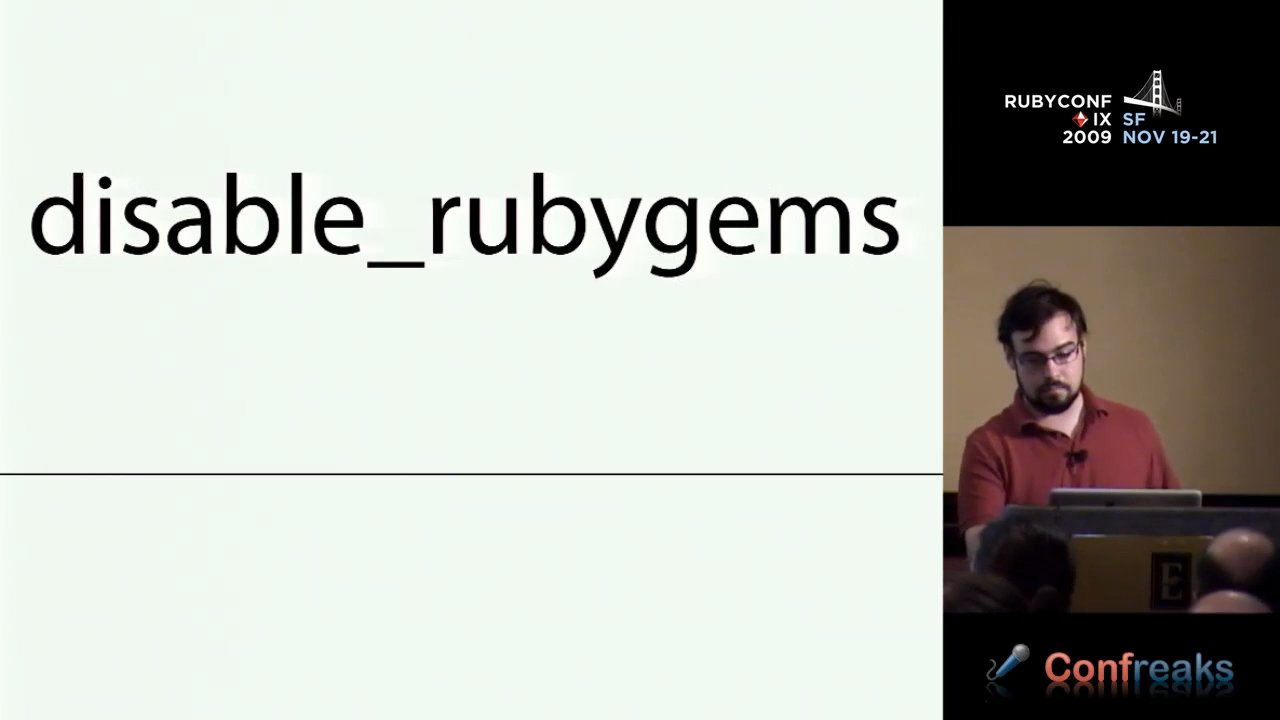 disable_rubygems
RUBYCONF
IX SF
2009 NOV 19-21
E
Confreaks